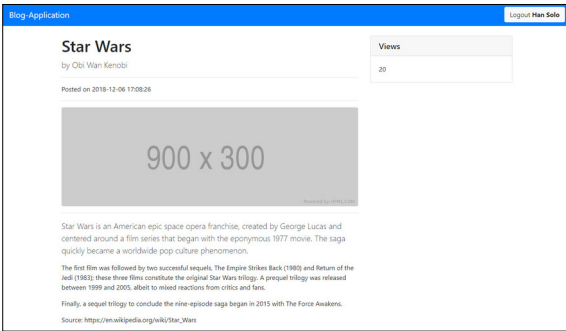 Blog-Application
Logout Han Solo
Star Wars
by Obi Wan Kenobi
Posted on 2018-12-06 17:08:26
Views
20
900 x 300
Powered by HTML.COM
Star Wars is an American epic space opera franchise, created by George Lucas and
centered around a film series that began with the eponymous 1977 movie. The saga
quickly became a worldwide pop culture phenomenon.
The first film was followed by two successful sequels, The Empire Strikes Back (1980) and Return of the
Jedi (1983); these three films constitute the original Star Wars trilogy. A prequel trilogy was released
between 1999 and 2005, albeit to mixed reactions from critics and fans.
Finally, a sequel trilogy to conclude the nine-episode saga began in 2015 with The Force Awakens.
Source: https://en.wikipedia.org/wiki/Star_Wars